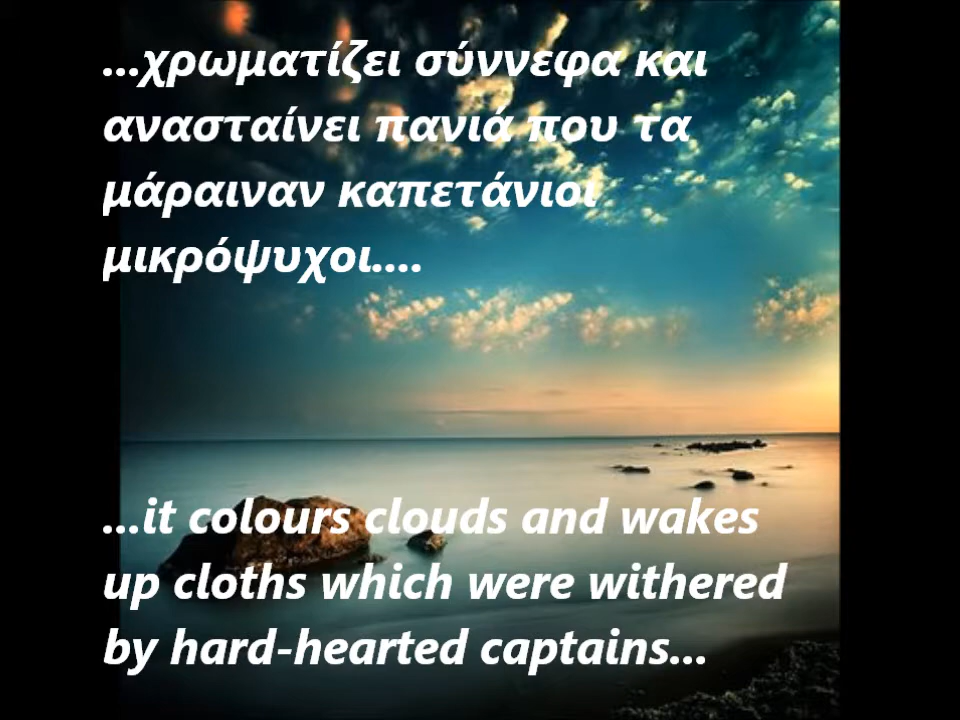 ...χρωματίζει σύννεφα και
ανασταίνει πανιά που τα
μάραιναν καπετάνιοι
μικρόψυχοι....
...it colours clouds and wakes
up cloths which were withered
by hard-hearted captains...